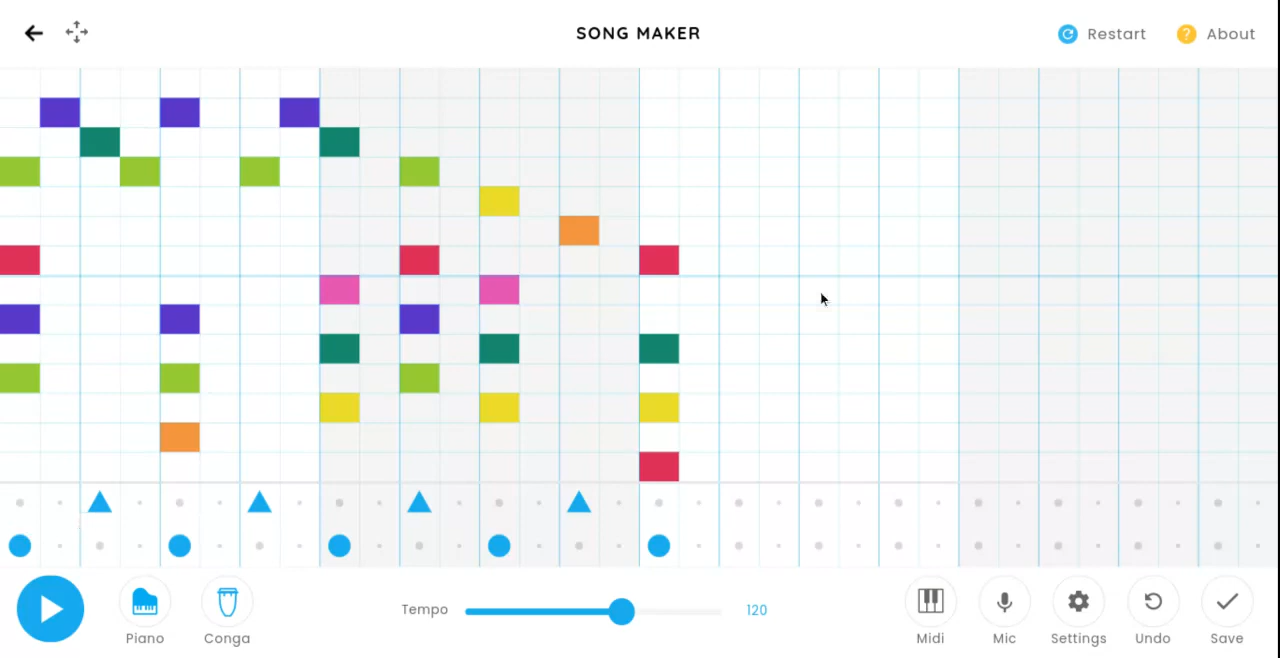 SONG MAKER
Restart
? About
Tempo
120
Piano
Conga
Midi
Mic
Settings
Undo
Save